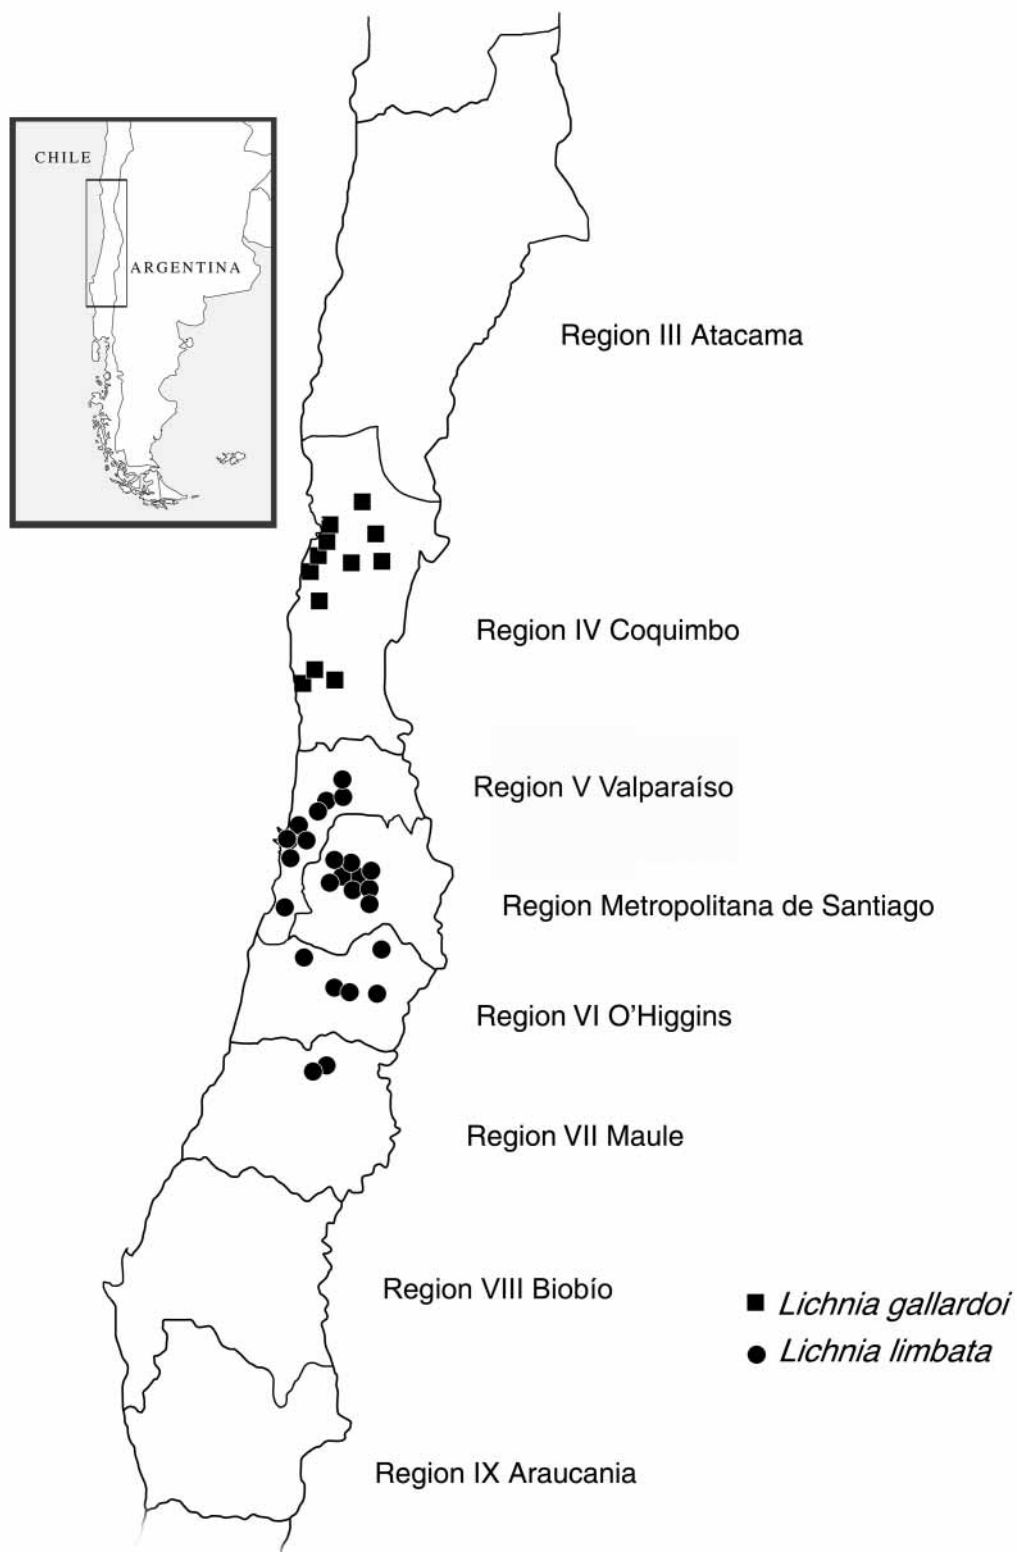 CHILE
ARGENTINA
Region III Atacama
Region IV Coquimbo
Region V Valparaíso
Region Metropolitana de Santiago
Region VI O'Higgins
Region VII Maule
Region VIII Biobío
Lichnia gallardoi
Lichnia limbata
Region IX Araucania